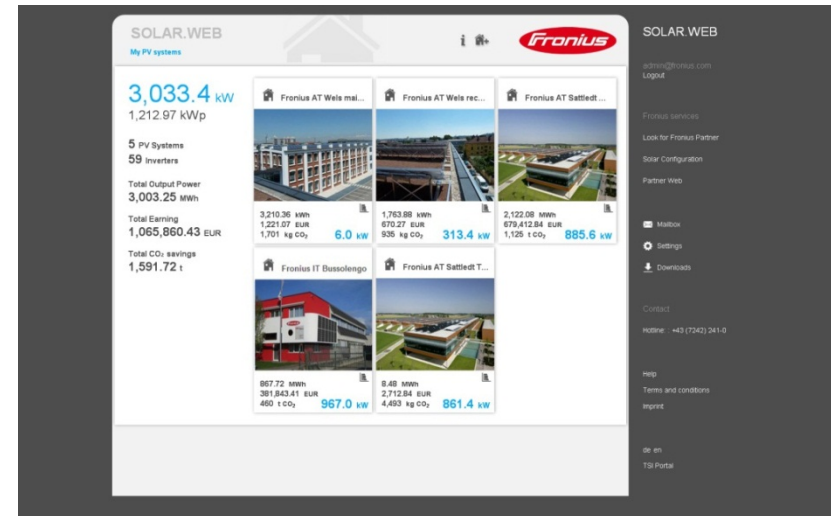 SOLAR.WEB
My PV systems
Fronius
3,033.4 kW
1,212.97 kWp
5 PV Systems
59 Inverters
Total Output Power
3,003.25 MWh
Total Earning
1,065,860.43 EUR
Total CO₂ savings
1,591.72 t
Fronius AT Wels mai...
3,210.36 kWh
1,221.07 EUR
1,701 kg CO₂ 6.0 kW
Fronius AT Wels rec...
1,763.88 kWh
670.27 EUR
935 kg CO₂ 313.4 kW
Fronius AT Sattledt ...
2,122.08 MWh
679,412.84 EUR
1,125 t CO₂ 885.6 kW
Fronius IT Bussolengo
867.72 MWh
381,843.41 EUR
460 t CO₂ 967.0 kW
Fronius AT Sattledt T...
8.48 MWh
2,712.84 EUR
4,493 kg CO₂ 861.4 kW
SOLAR.WEB
admin@fronius.com
Logout
Fronius services
Look for Fronius Partner
Solar Configuration
Partner Web
Mailbox
Settings
Downloads
Contact
Hotline: : +43 (7242) 241-0
Help
Terms and conditions
Imprint
de en
TSI Portal